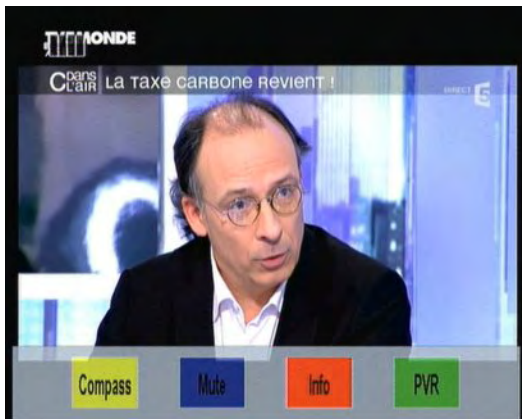 MONDE
C DANS L'AIR LA TAXE CARBONE REVIENT !
DIRECT 5
Compass Mute Info PVR